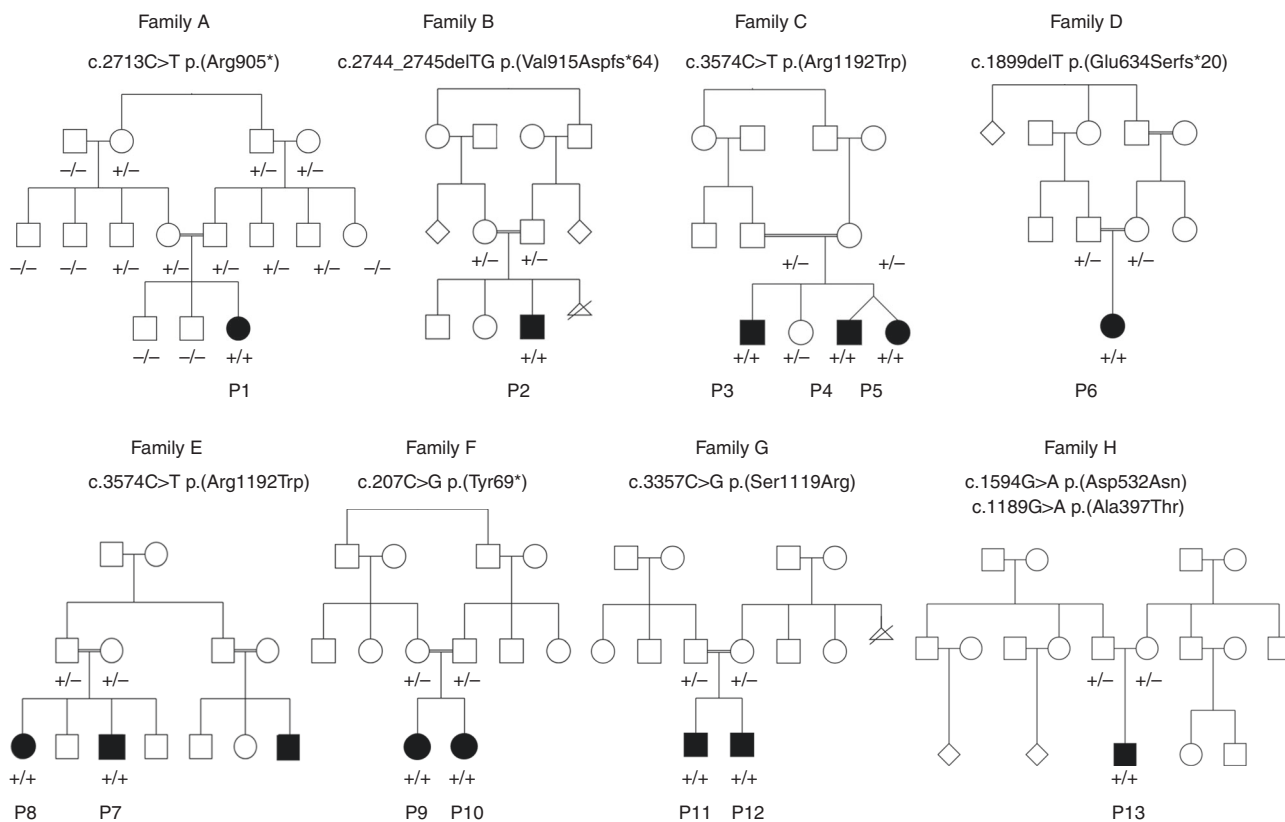 Family A Family B Family C Family D
c.2713C>T p.(Arg905*) c.2744_2745delTG p.(Val915Aspfs*64) c.3574C>T p.(Arg1192Trp) c.1899delT p.(Glu634Serfs*20)
–/– +/– +/– +/–
–/– –/– +/– +/– +/– +/– +/– –/– +/– +/– +/– +/– +/– +/–
–/– –/– +/+ +/+ +/+ +/– +/+ +/+ +/+
P1 P2 P3 P4 P5 P6
Family E Family F Family G Family H
c.3574C>T p.(Arg1192Trp) c.207C>G p.(Tyr69*) c.3357C>G p.(Ser1119Arg) c.1594G>A p.(Asp532Asn)
c.1189G>A p.(Ala397Thr)
+/– +/– +/– +/– +/– +/– +/– +/–
+/+ +/+ +/+ +/+ +/+ +/+ +/+
P8 P7 P9 P10 P11 P12 P13